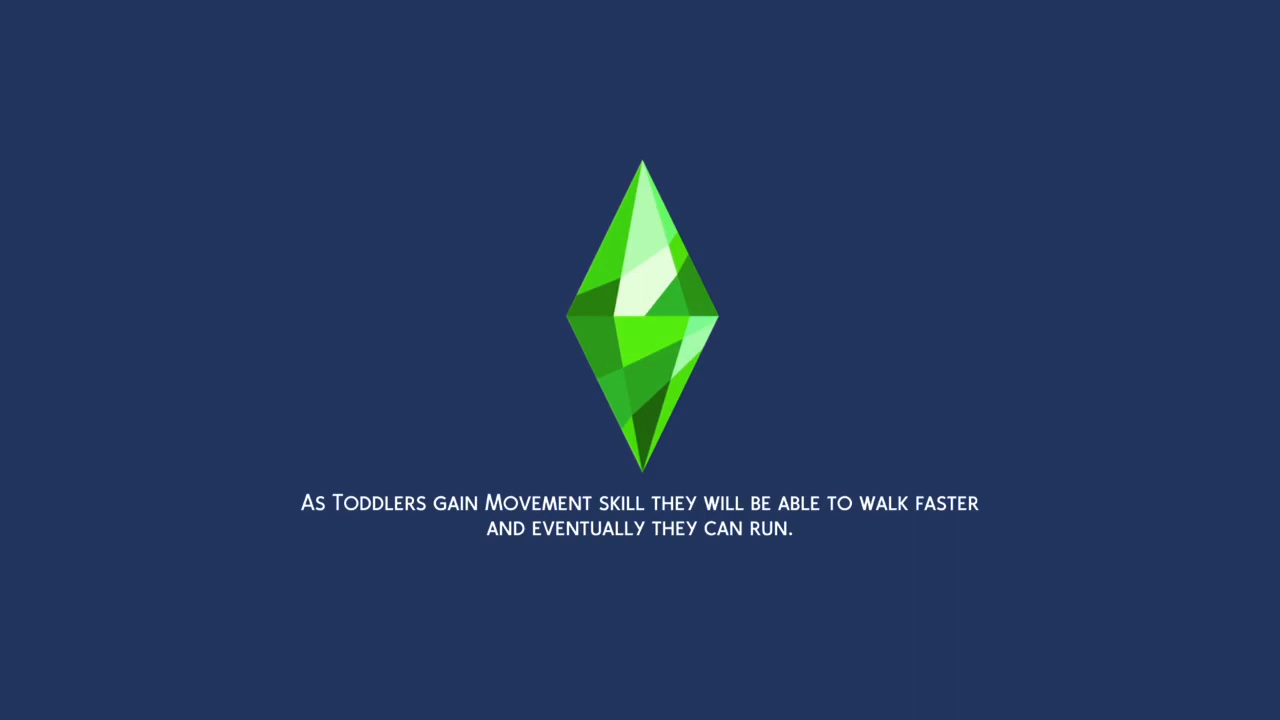 As Toddlers gain Movement skill they will be able to walk faster
and eventually they can run.